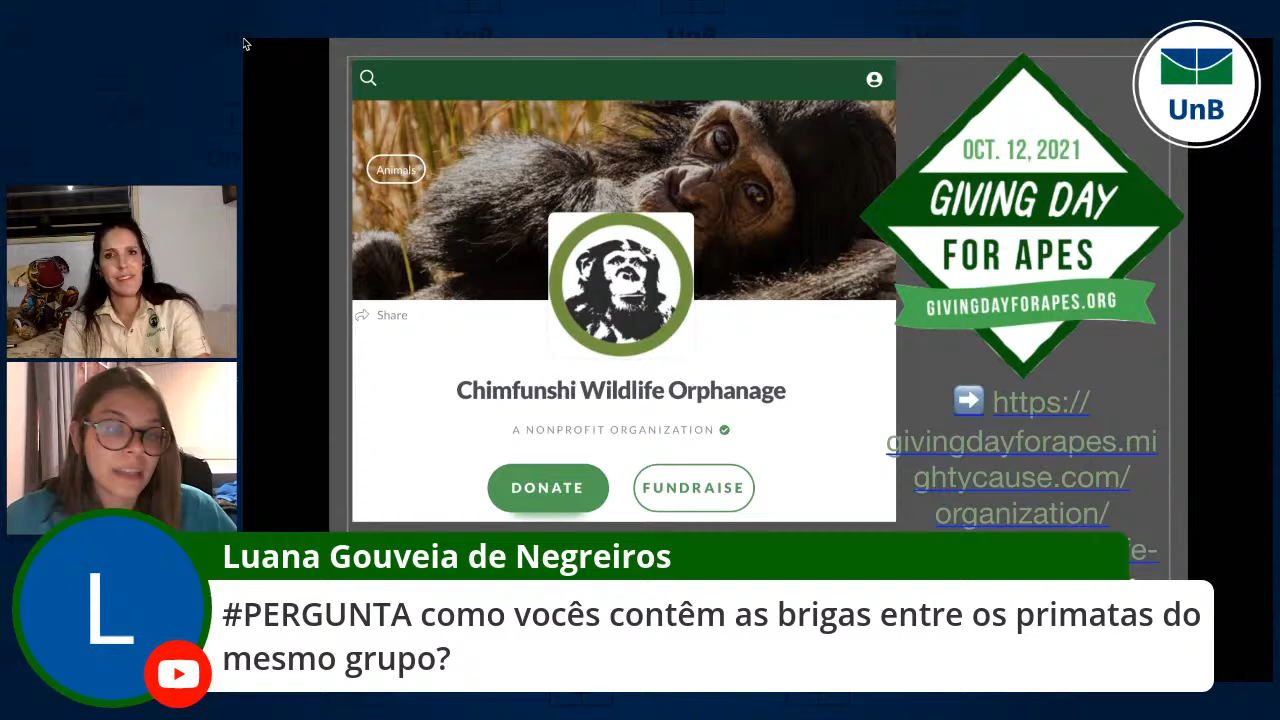 UnB
Animals
OCT. 12, 2021
GIVING DAY
FOR APES
GIVINGDAYFORAPES.ORG
Share
Chimfunshi Wildlife Orphanage
A NONPROFIT ORGANIZATION
DONATE
FUNDRAISE
https://
givingdayforapes.mi
ghtycause.com/
organization/
e-
L
Luana Gouveia de Negreiros
#PERGUNTA como vocês contêm as brigas entre os primatas do
mesmo grupo?